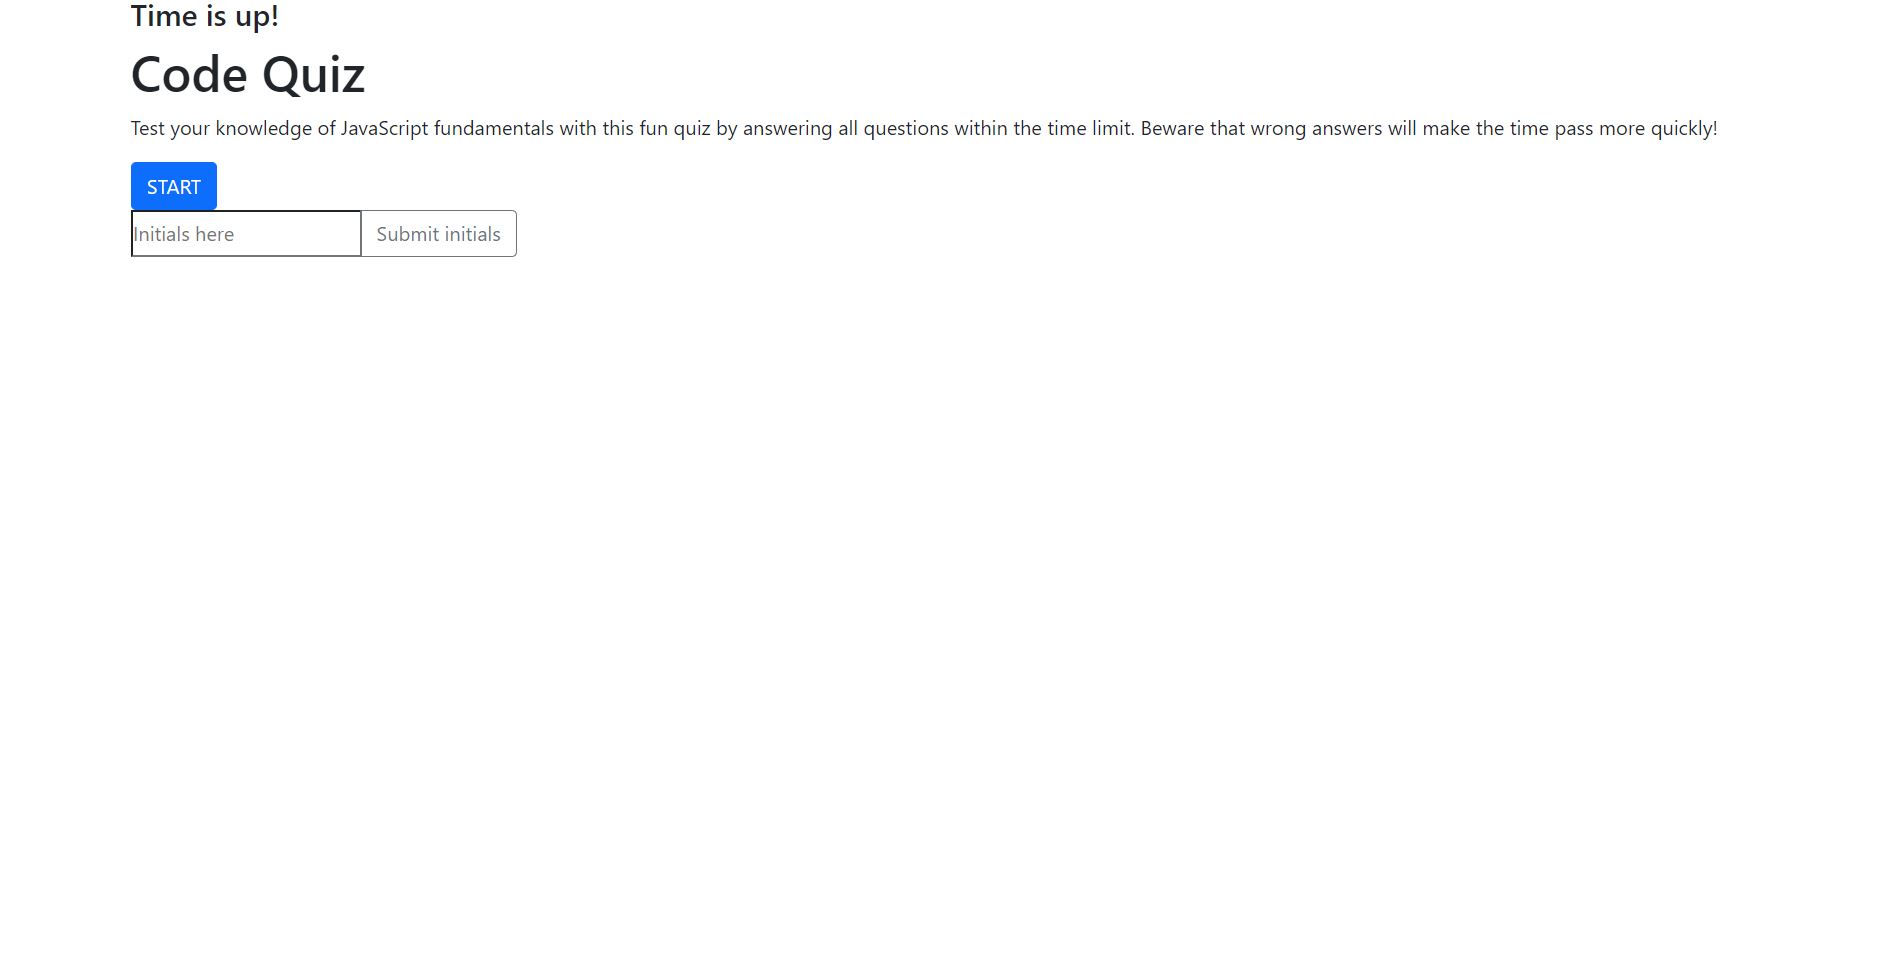 Time is up!
Code Quiz
Test your knowledge of JavaScript fundamentals with this fun quiz by answering all questions within the time limit. Beware that wrong answers will make the time pass more quickly!
START
Initials here Submit initials